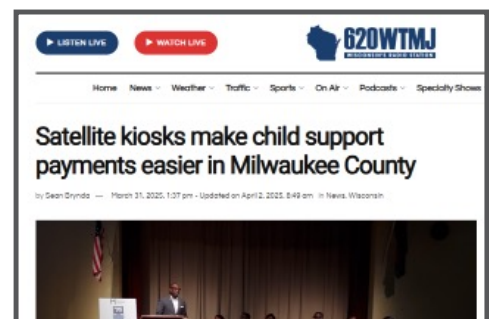 LISTEN LIVE
WATCH LIVE
620WTMJ
WISCONSIN'S RADIO STATION
Home News Weather Traffic Sports On Air Podcasts Specialty Shows
Satellite kiosks make child support
payments easier in Milwaukee County
by Sean Brynda — March 31, 2025, 1:37 pm - Updated on April 2, 2025, 8:49 am in News, Wisconsin